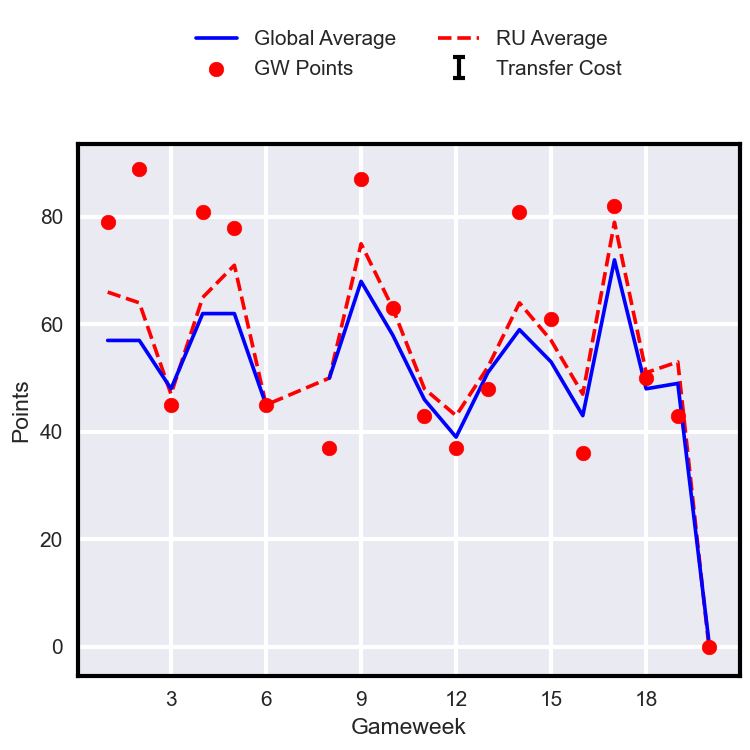 Global Average
RU Average
GW Points
Transfer Cost
80
60
40
20
0
Points
3 6 9 12 15 18
Gameweek